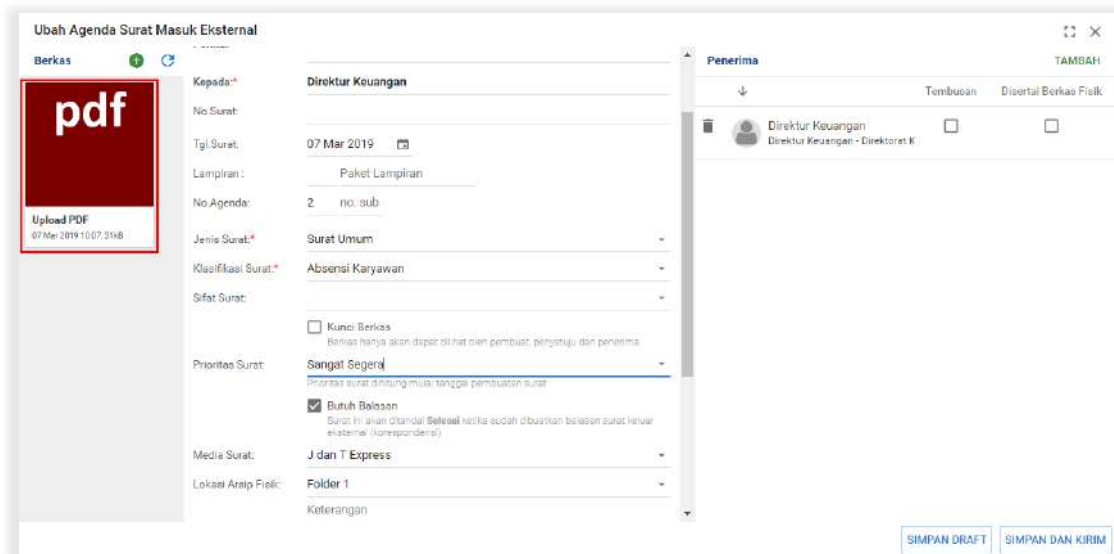 Ubah Agenda Surat Masuk Eksternal
Berkas
pdf
Upload PDF
07 Mar 2019 10:07, 31kB
Kepada:*
Direktur Keuangan
No.Surat:
Tgl.Surat:
07 Mar 2019
Lampiran :
Paket Lampiran
No.Agenda:
2 no. sub
Jenis Surat:*
Surat Umum
Klasifikasi Surat:*
Absensi Karyawan
Sifat Surat:
Kunci Berkas
Berkas hanya akan dapat dilihat oleh pembuat, penyetuju dan penerima
Prioritas Surat:
Sangat Segera
Prioritas surat dihitung mulai tanggal pembuatan surat
Butuh Balasan
Surat ini akan ditandai Selesai ketika sudah dibuatkan balasan surat keluar
eksternal (korespondensi)
Media Surat:
J dan T Express
Lokasi Arsip Fisik:
Folder 1
Keterangan
Penerima
TAMBAH
Tembusan
Disertai Berkas Fisik
Direktur Keuangan
Direktur Keuangan - Direktorat K
SIMPAN DRAFT
SIMPAN DAN KIRIM